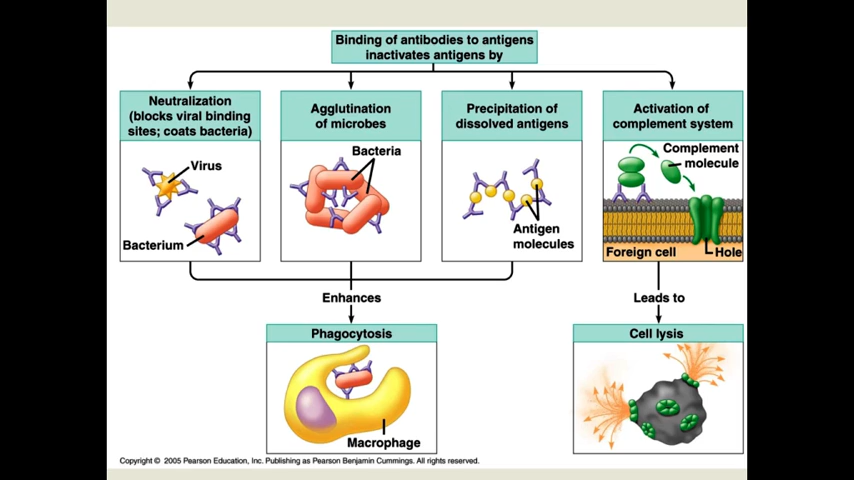 Binding of antibodies to antigens
inactivates antigens by
Neutralization
(blocks viral binding
sites; coats bacteria)
Agglutination
of microbes
Precipitation of
dissolved antigens
Activation of
complement system
Virus
Bacterium
Bacteria
Antigen
molecules
Complement
molecule
Foreign cell
Hole
Enhances
Leads to
Phagocytosis
Macrophage
Cell lysis
Copyright © 2005 Pearson Education, Inc. Publishing as Pearson Benjamin Cummings. All rights reserved.